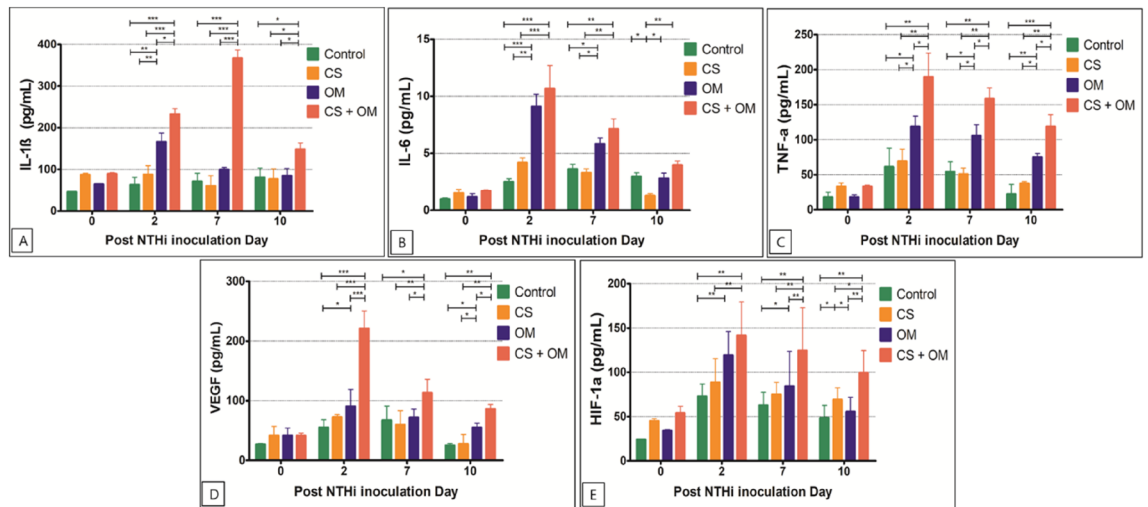 *** *** *
*** *** *
* *** *
**
**
400
300
200
100
0
IL-1ß (pg/mL)
0 2 7 10
Post NTHi inoculation Day
A
Control
CS
OM
CS + OM
*** ** **
*** **
*** * * *
** *
15
10
5
0
IL-6 (pg/mL)
0 2 7 10
Post NTHi inoculation Day
B
Control
CS
OM
CS + OM
** ** ***
** ** **
* * *
* * **
* * *
250
200
150
100
50
0
TNF-a (pg/mL)
0 2 7 10
Post NTHi inoculation Day
C
Control
CS
OM
CS + OM
*** * **
*** ** **
*** * *
* *
*
300
200
100
0
VEGF (pg/mL)
0 2 7 10
Post NTHi inoculation Day
D
Control
CS
OM
CS + OM
** ** **
** ** *
** ** **
* * *
200
150
100
50
0
HIF-1a (pg/mL)
0 2 7 10
Post NTHi inoculation Day
E
Control
CS
OM
CS + OM